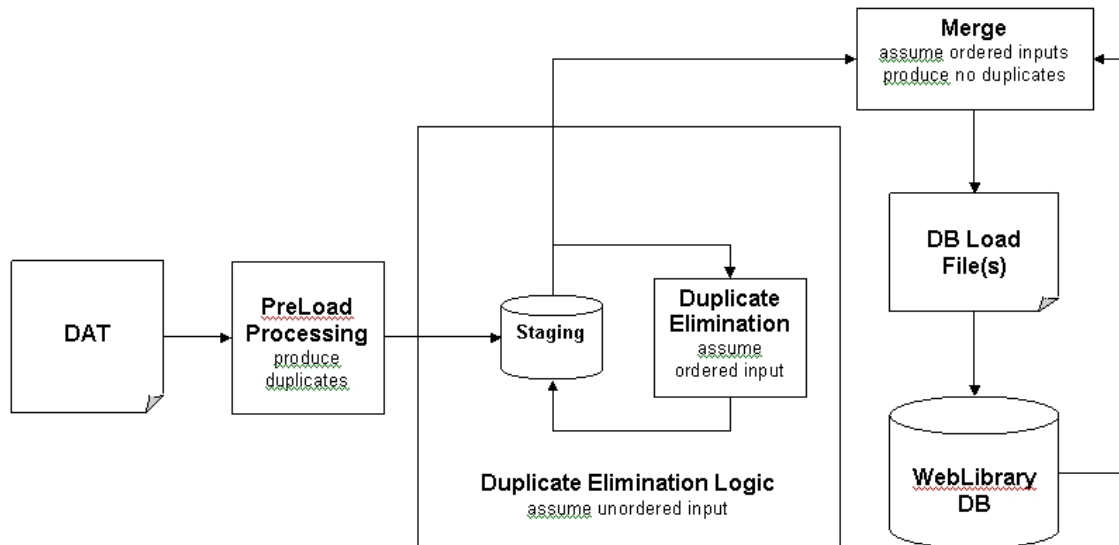 Merge
assume ordered inputs
produce no duplicates
DB Load
File(s)
DAT
PreLoad
Processing
produce
duplicates
Staging
Duplicate
Elimination
assume
ordered input
Duplicate Elimination Logic
assume unordered input
WebLibrary
DB